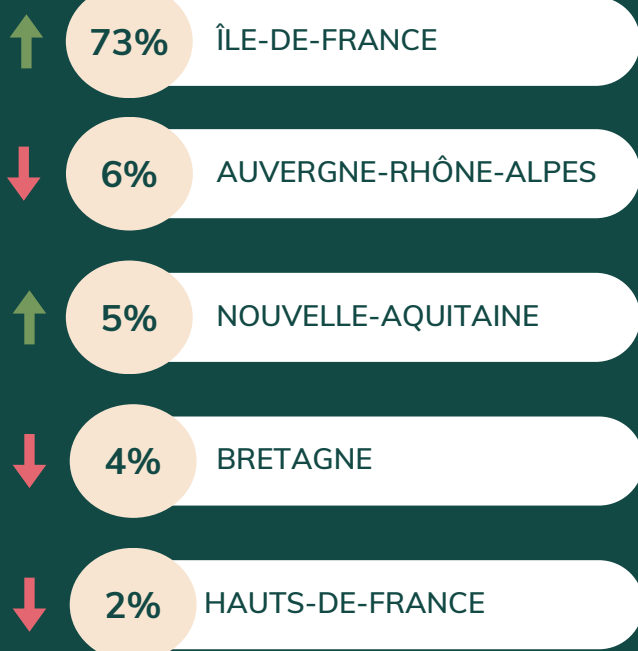 73% ÎLE-DE-FRANCE
6% AUVERGNE-RHÔNE-ALPES
5% NOUVELLE-AQUITAINE
4% BRETAGNE
2% HAUTS-DE-FRANCE